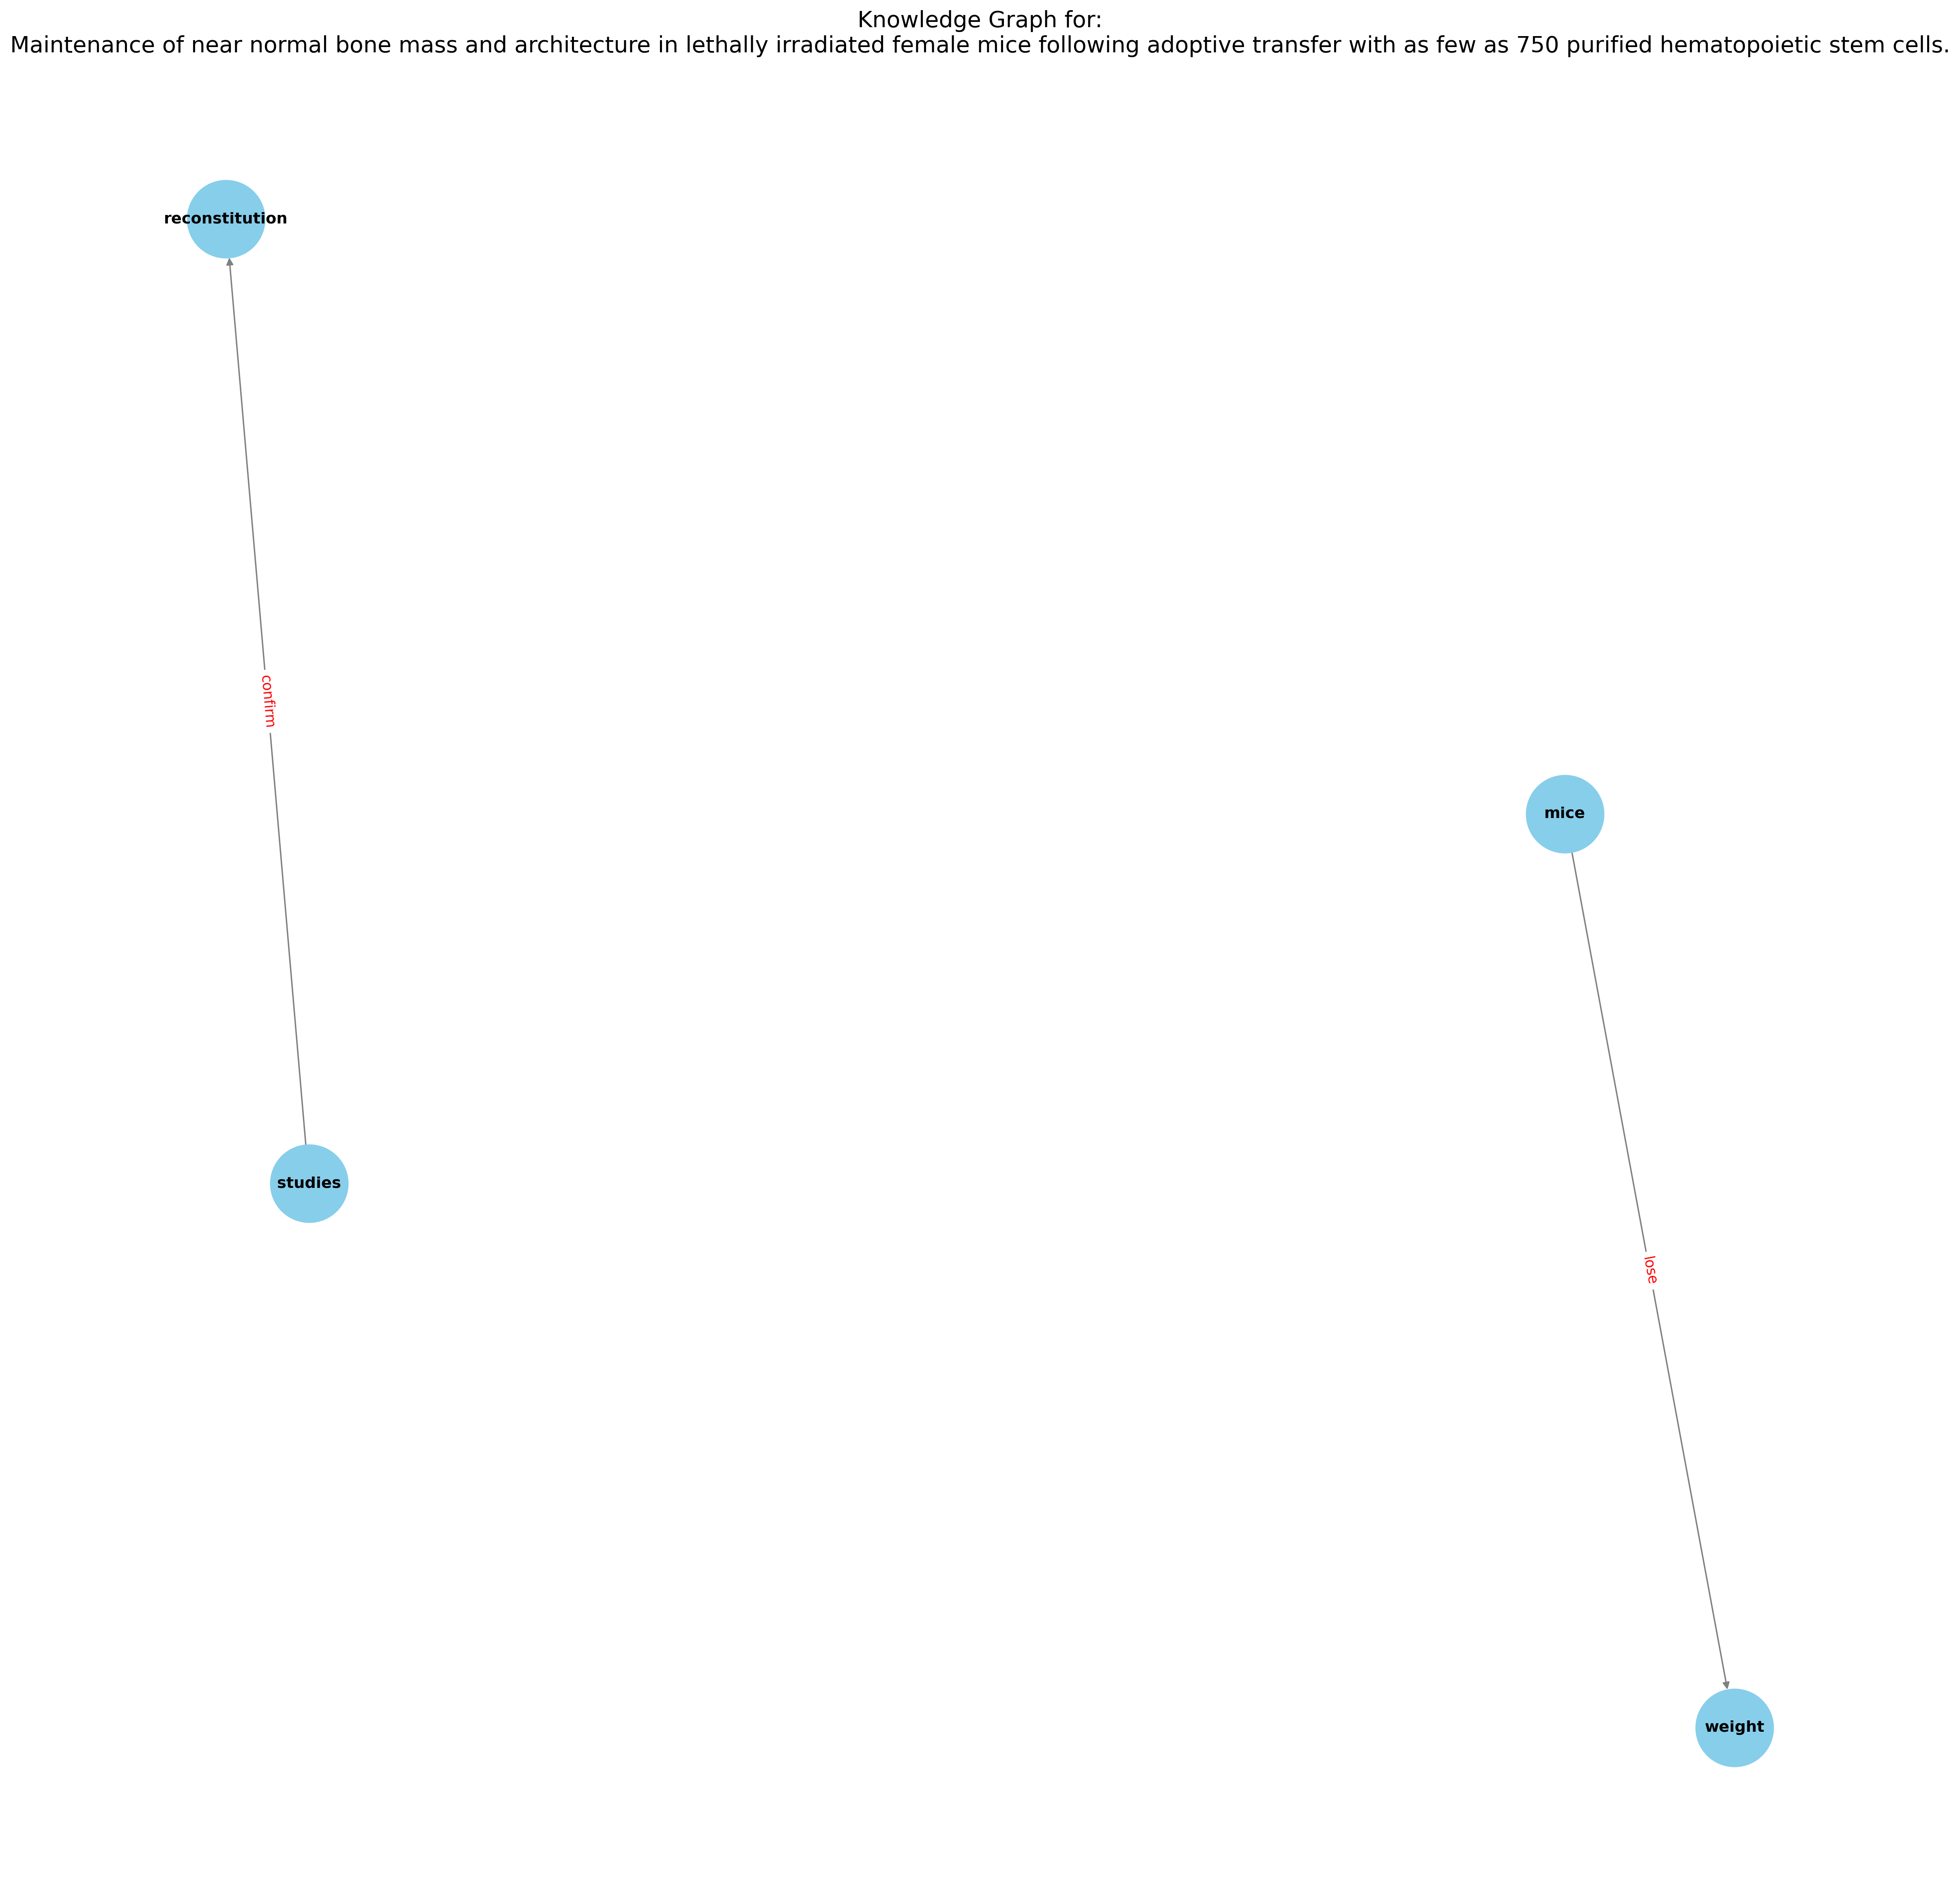 Knowledge Graph for:
Maintenance of near normal bone mass and architecture in lethally irradiated female mice following adoptive transfer with as few as 750 purified hematopoietic stem cells.
reconstitution
confirm
mice
studies
lose
weight